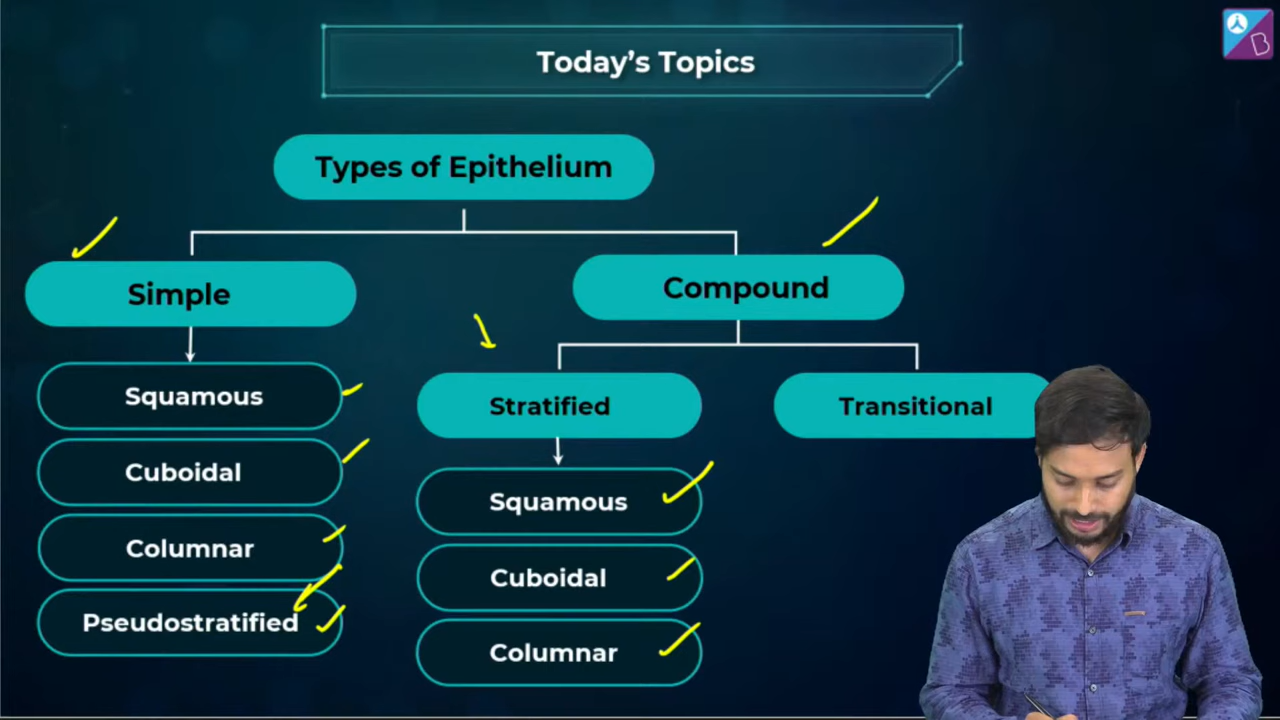 Today’s Topics
Types of Epithelium
Simple
Compound
Squamous
Cuboidal
Columnar
Pseudostratified
Stratified
Transitional
Squamous
Cuboidal
Columnar